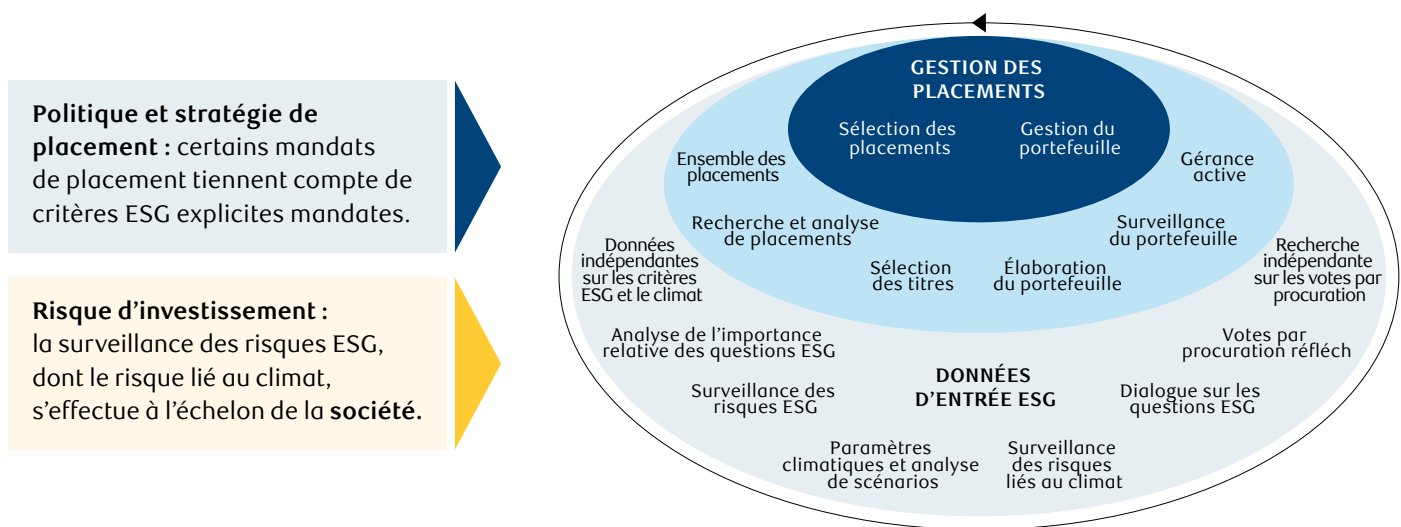 Politique et stratégie de
placement : certains mandats
de placement tiennent compte de
critères ESG explicites mandates.
Risque d’investissement :
la surveillance des risques ESG,
dont le risque lié au climat,
s’effectue à l’échelon de la société.
GESTION DES
PLACEMENTS
Sélection des
placements
Gestion du
portefeuille
Ensemble des
placements
Gérance
active
Recherche et analyse
de placements
Surveillance
du portefeuille
Sélection
des titres
Élaboration
du portefeuille
Données
indépendantes
sur les critères
ESG et le climat
Recherche
indépendante
sur les votes par
procuration
Analyse de l’importance
relative des questions ESG
Votes par
procuration réfléch
DONNÉES
D’ENTRÉE ESG
Surveillance des
risques ESG
Dialogue sur les
questions ESG
Paramètres
climatiques et analyse
de scénarios
Surveillance
des risques
liés au climat